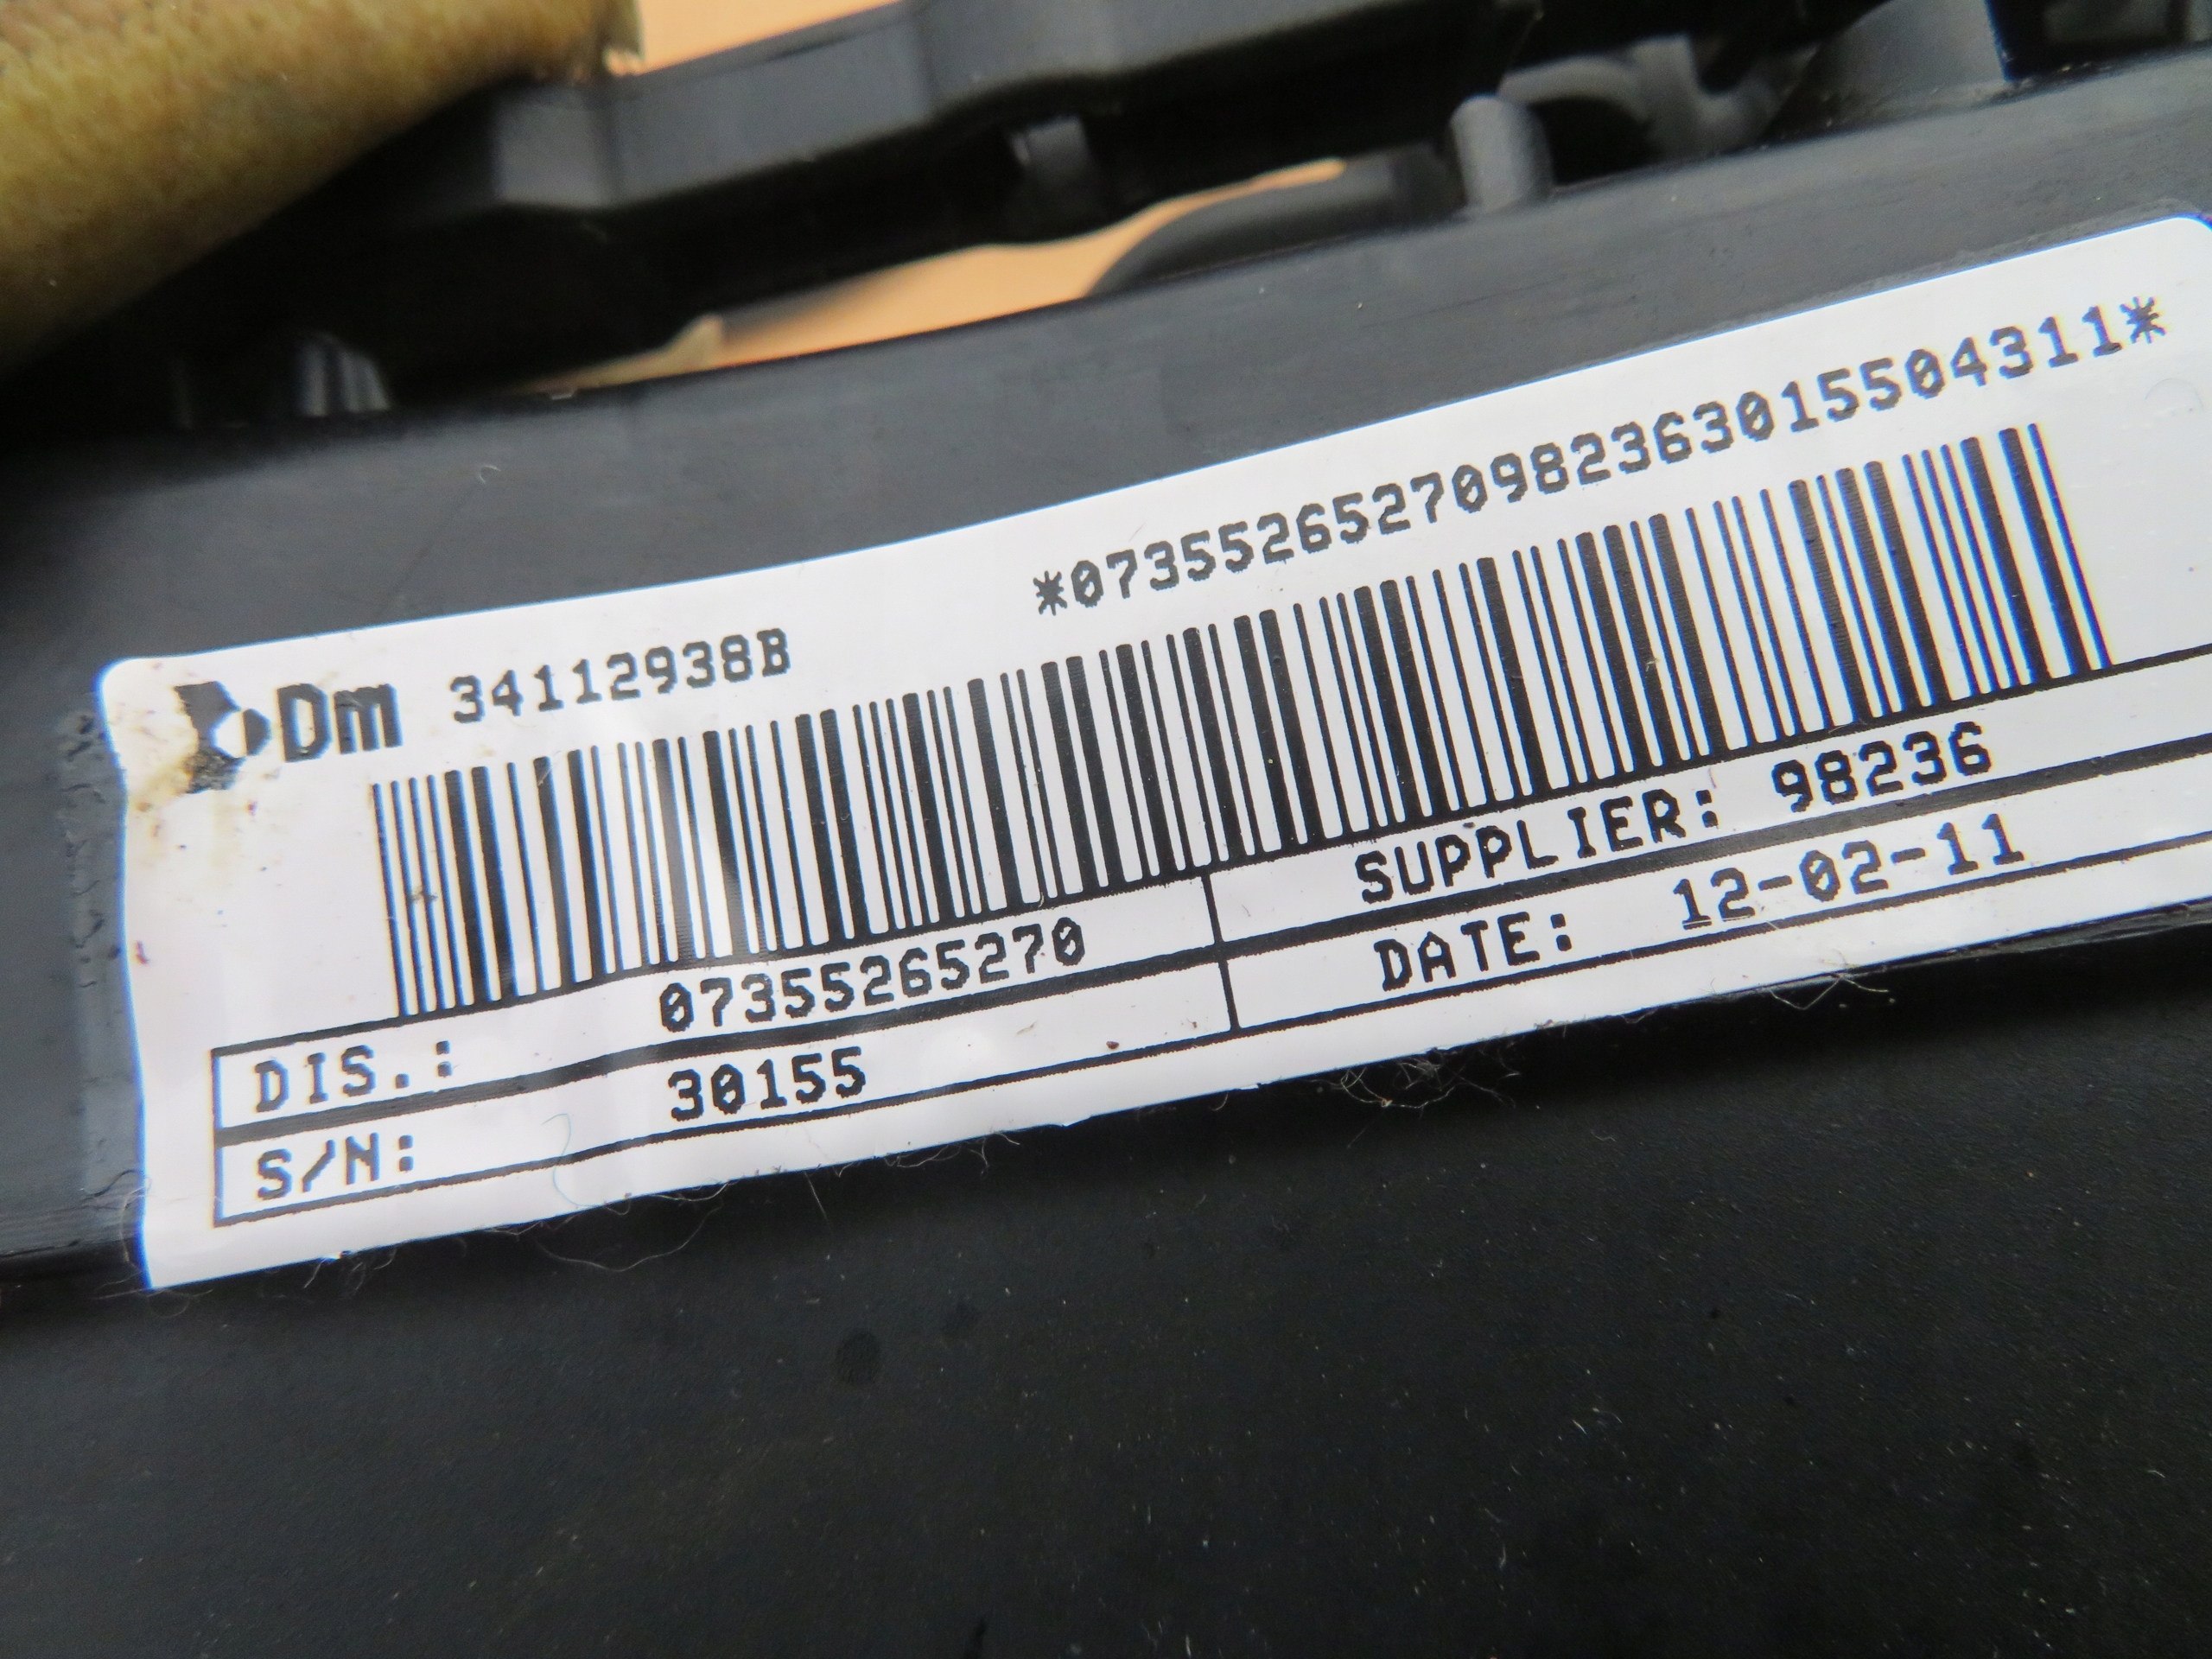 Dm 34112938B
*07355265270982363015504311*
DIS.: 07355265270
SUPPLIER: 98236
S/N: 30155
DATE: 12-02-11